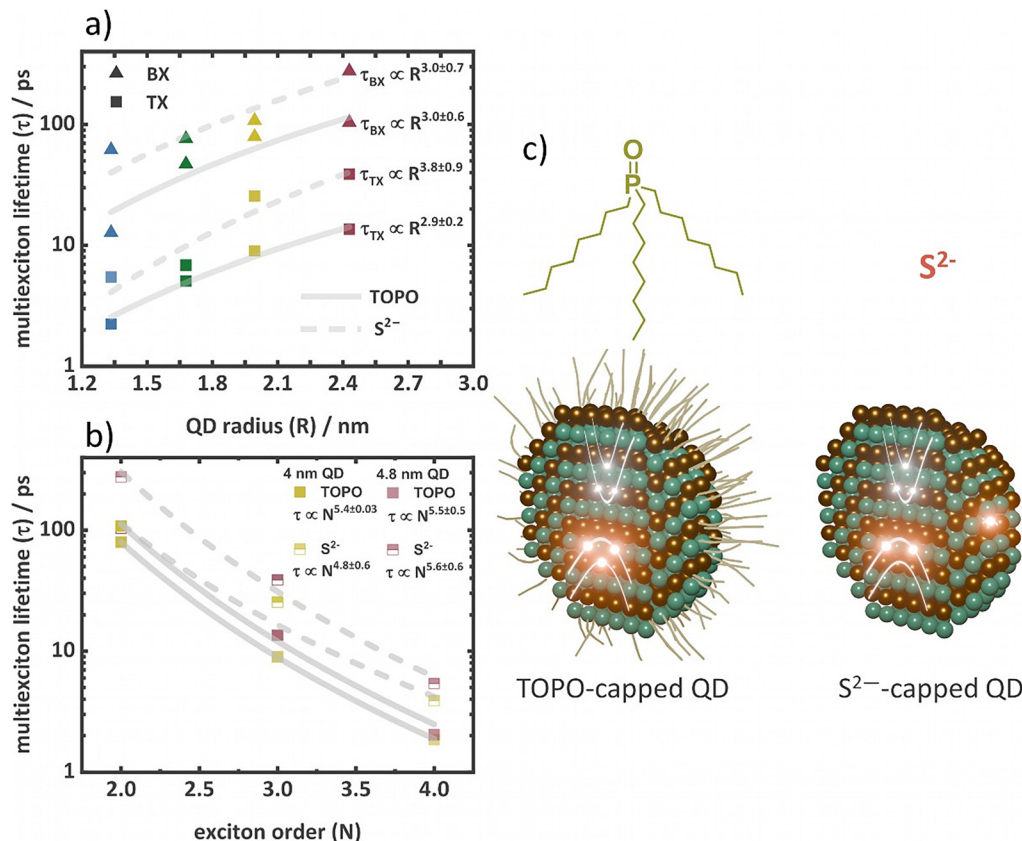 a)
multiexciton lifetime (τ) / ps
100
10
1
BX
TX
τBX ∝ R3.0±0.7
τBX ∝ R3.0±0.6
τTX ∝ R3.8±0.9
τTX ∝ R2.9±0.2
TOPO
S2−
1.2 1.5 1.8 2.1 2.4 2.7 3.0
QD radius (R) / nm
b)
multiexciton lifetime (τ) / ps
100
10
1
4 nm QD 4.8 nm QD
TOPO TOPO
τ ∝ N5.4±0.03 τ ∝ N5.5±0.5
S2- S2-
τ ∝ N4.8±0.6 τ ∝ N5.6±0.6
2.0 2.5 3.0 3.5 4.0
exciton order (N)
c)
O
P
S2-
TOPO-capped QD
S2—-capped QD